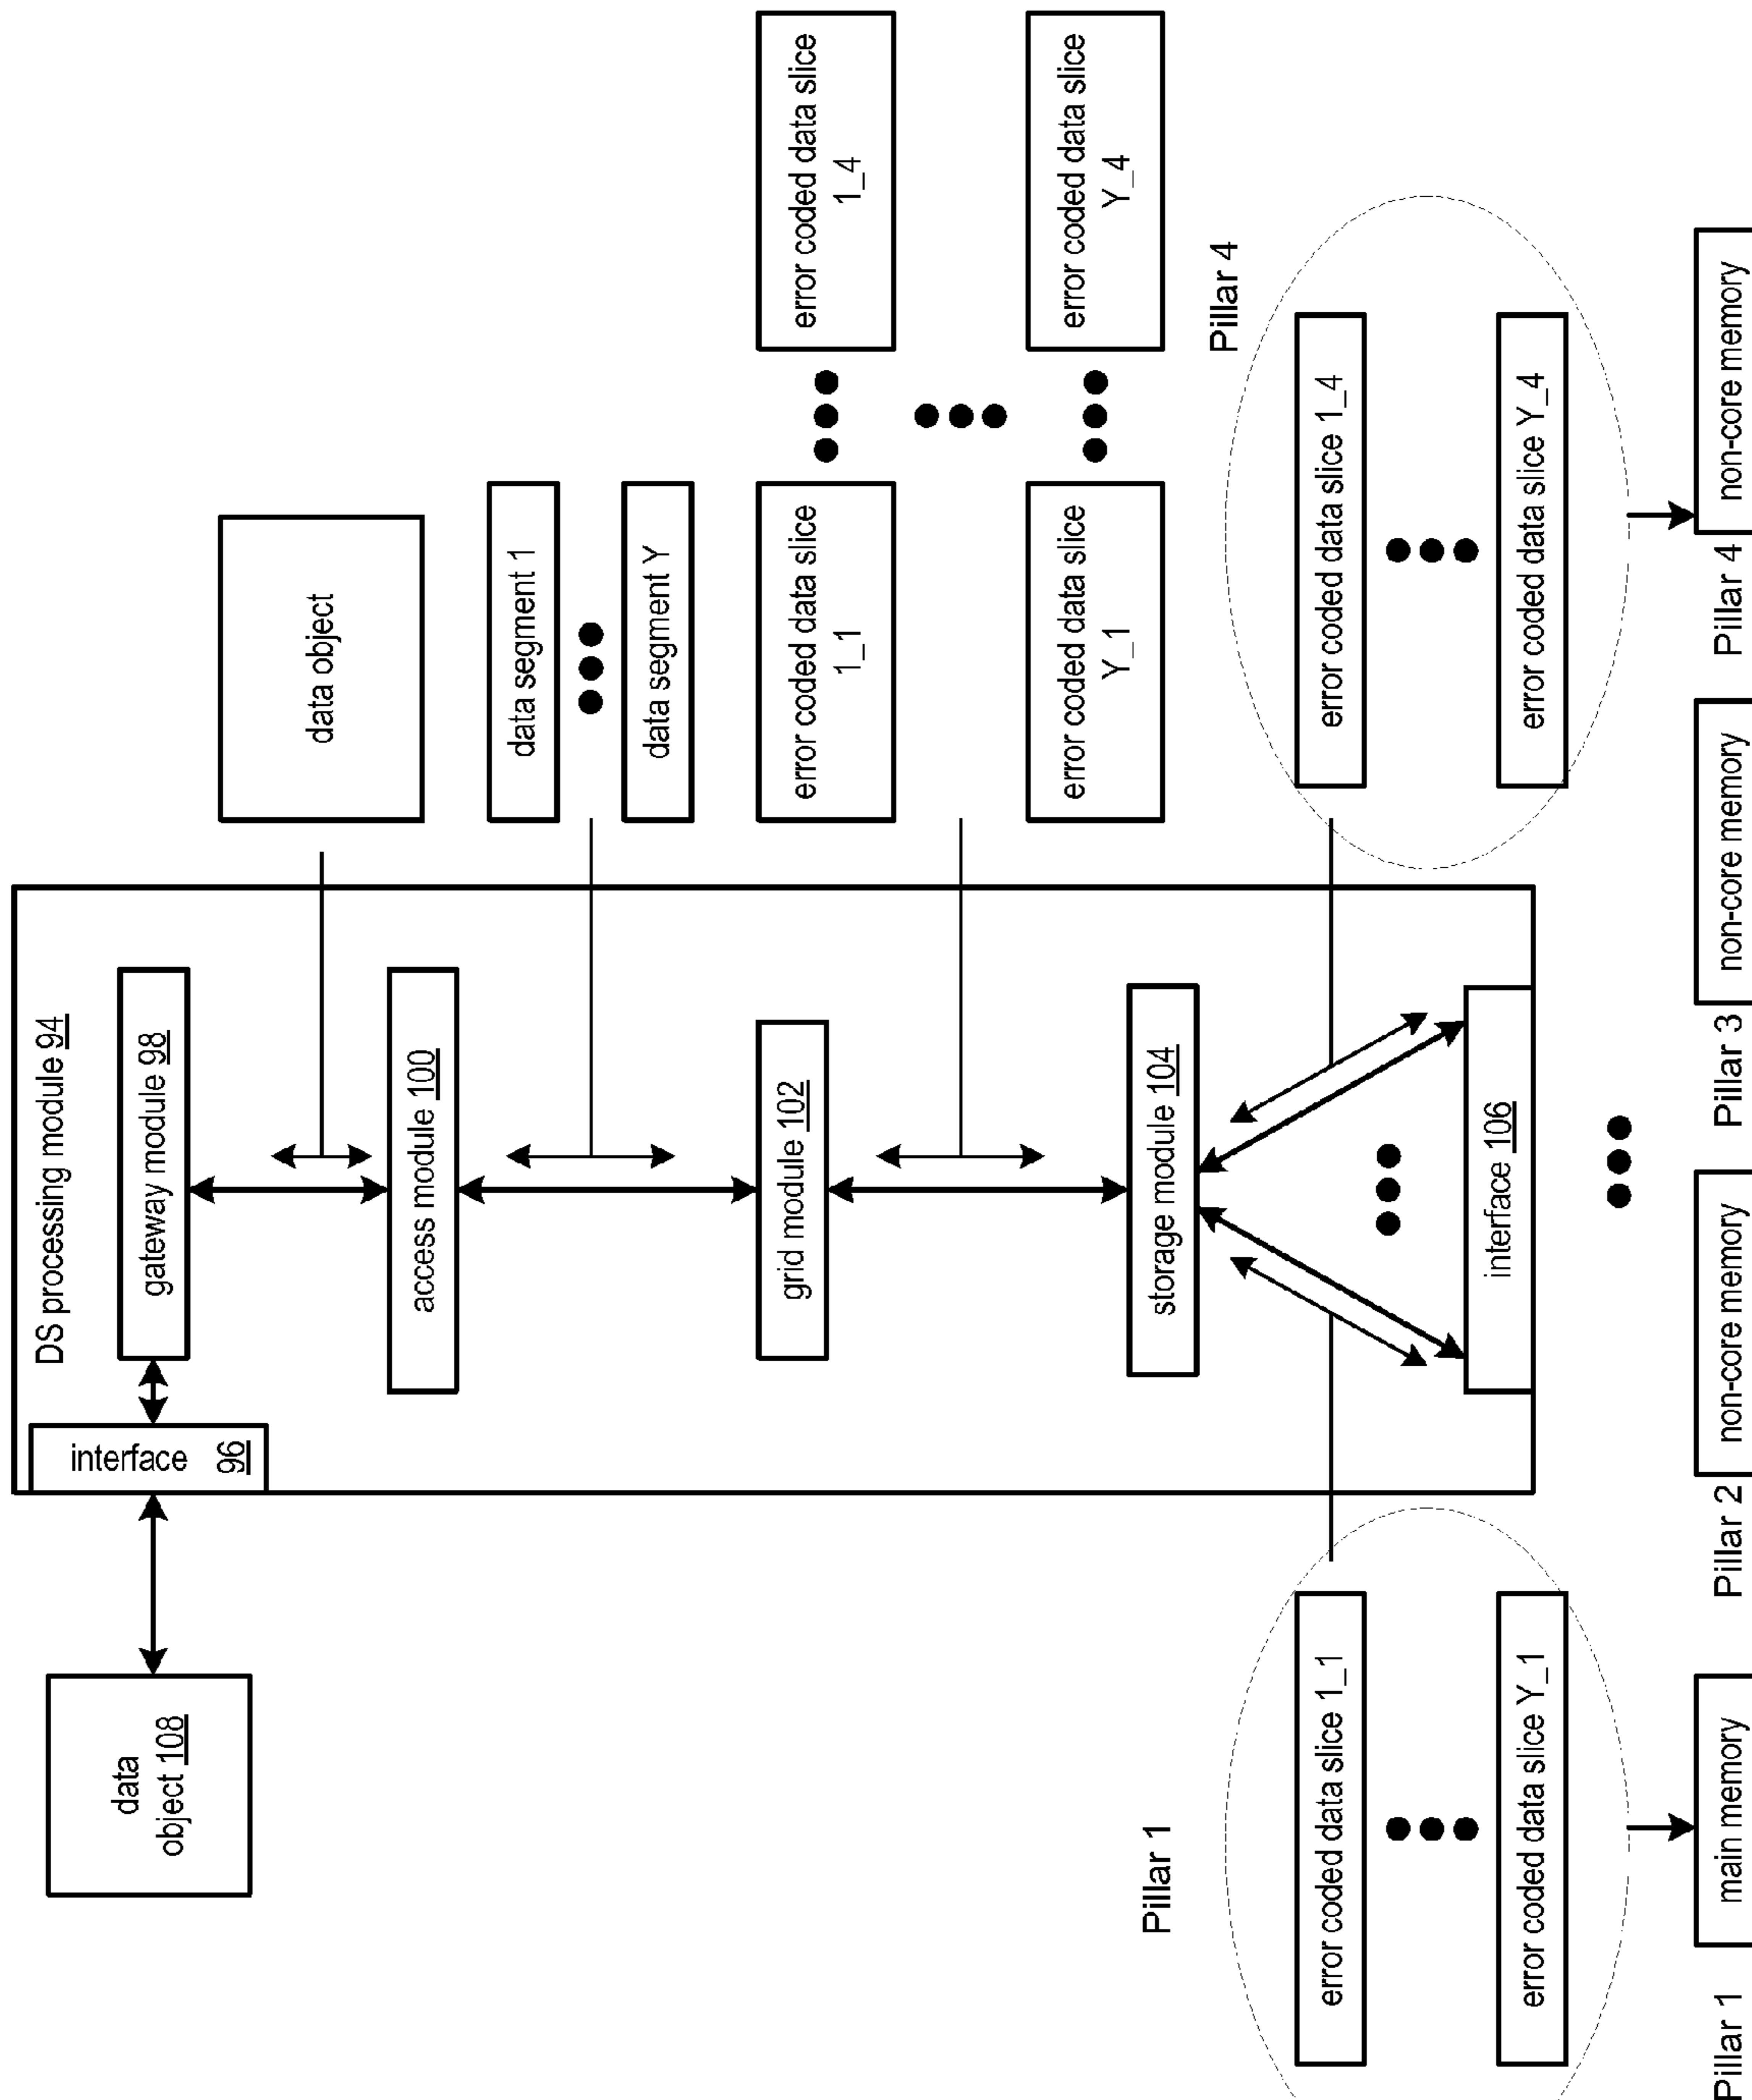 data
object 108
interface 96
DS processing module 94
gateway module 98
access module 100
grid module 102
storage module 104
interface 106
data object
data segment 1
data segment Y
error coded data slice
1_1
error coded data slice
1_4
error coded data slice
Y_1
error coded data slice
Y_4
Pillar 1
error coded data slice 1_1
error coded data slice Y_1
Pillar 4
error coded data slice 1_4
error coded data slice Y_4
Pillar 1
main memory
Pillar 2
non-core memory
Pillar 3
non-core memory
Pillar 4
non-core memory